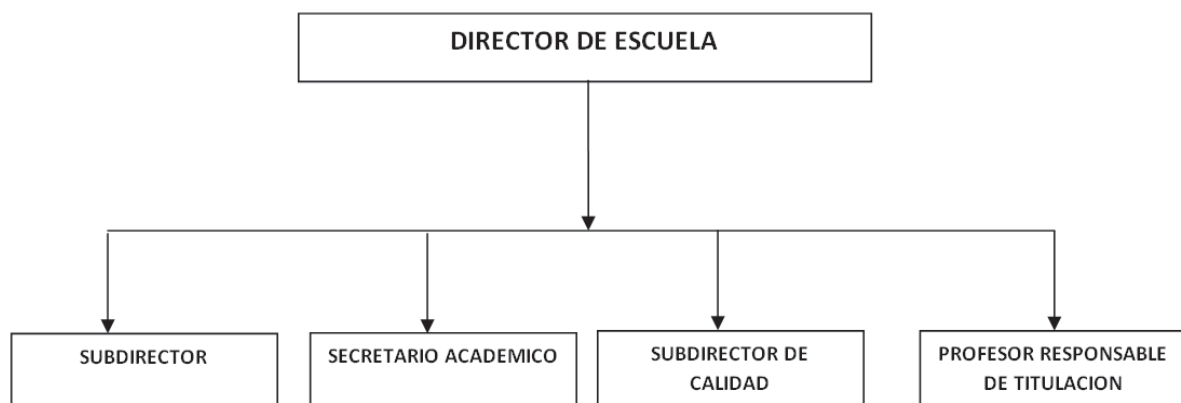 DIRECTOR DE ESCUELA
SUBDIRECTOR
SECRETARIO ACADEMICO
SUBDIRECTOR DE
CALIDAD
PROFESOR RESPONSABLE
DE TITULACION